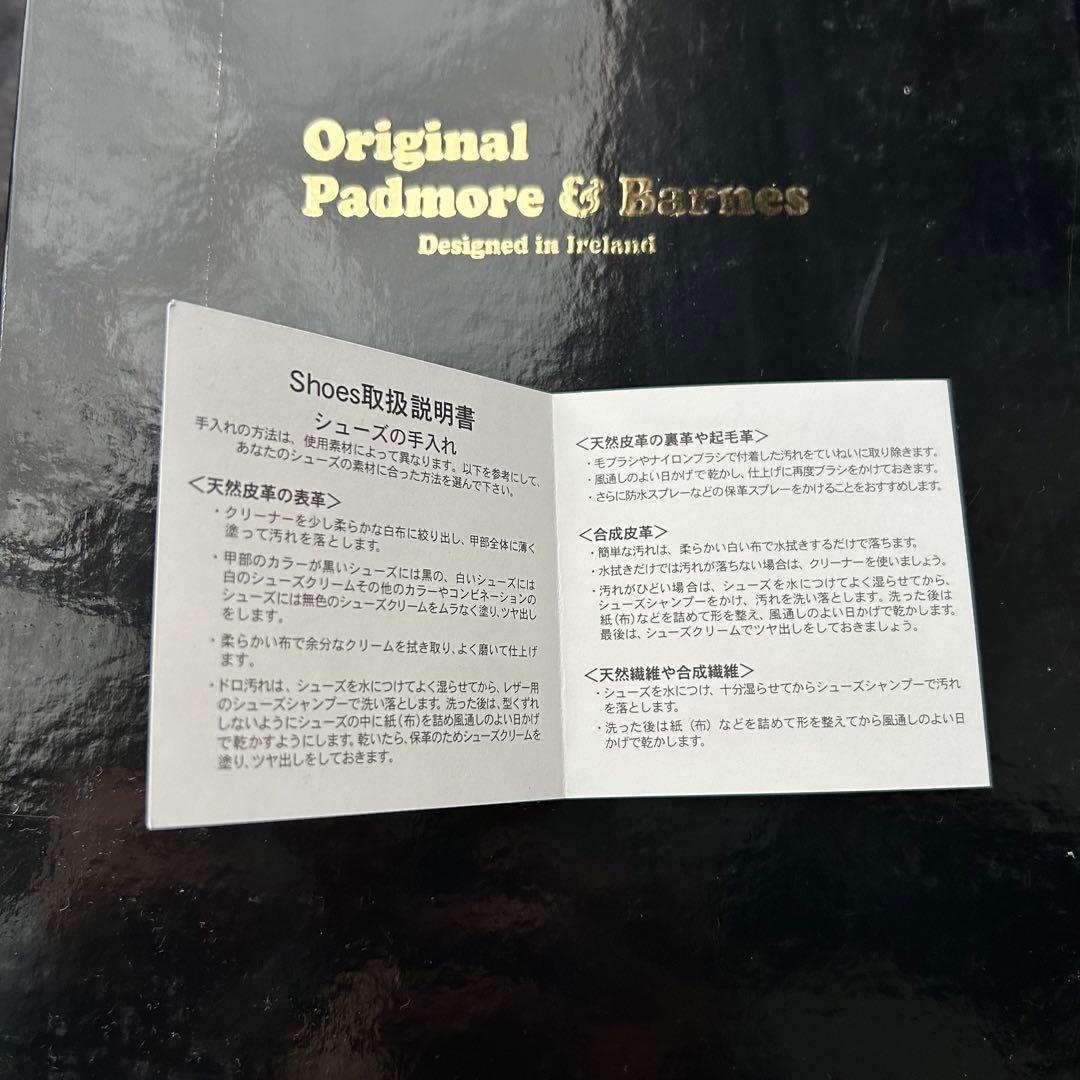 Original
Padmore & Barnes
Designed in Ireland
Shoes取扱説明書
シューズの手入れ
手入れの方法は、使用素材によって異なります。以下を参考にして、
あなたのシューズの素材に合った方法を選んで下さい。
<天然皮革の表革>
・クリーナーを少し柔らかな白布に絞り出し、甲部全体に薄く
塗って汚れを落とします。
・甲部のカラーが黒いシューズには黒の、白いシューズには
白のシューズクリームその他のカラーやコンビネーションの
シューズには無色のシューズクリームをムラなく塗り、ツヤ出し
をします。
・柔らかい布で余分なクリームを拭き取り、よく磨いて仕上げ
ます。
・ドロ汚れは、シューズを水につけてよく湿らせてから、レザー用
のシューズシャンプーで洗い落とします。洗った後は、型くずれ
しないようにシューズの中に紙(布)を詰め風通しのよい日かげ
で乾かすようにします。乾いたら、保革のためシューズクリームを
塗り、ツヤ出しをしておきます。
<天然皮革の裏革や起毛革>
・毛ブラシやナイロンブラシで付着した汚れをていねいに取り除きます。
・風通しのよい日かげで乾かし、仕上げに再度ブラシをかけておきます。
・さらに防水スプレーなどの保革スプレーをかけることをおすすめします。
<合成皮革>
・簡単な汚れは、柔らかい白い布で水拭きするだけで落ちます。
・水拭きだけでは汚れが落ちない場合は、クリーナーを使いましょう。
・汚れがひどい場合は、シューズを水につけてよく湿らせてから、
シューズシャンプーをかけ、汚れを洗い落とします。洗った後は
紙(布)などを詰めて形を整え、風通しのよい日かげで乾かします。
最後は、シューズクリームでツヤ出しをしておきましょう。
<天然繊維や合成繊維>
・シューズを水につけ、十分湿らせてからシューズシャンプーで汚れ
を落とします。
・洗った後は紙（布）などを詰めて形を整えてから風通しのよい日
かげで乾かします。